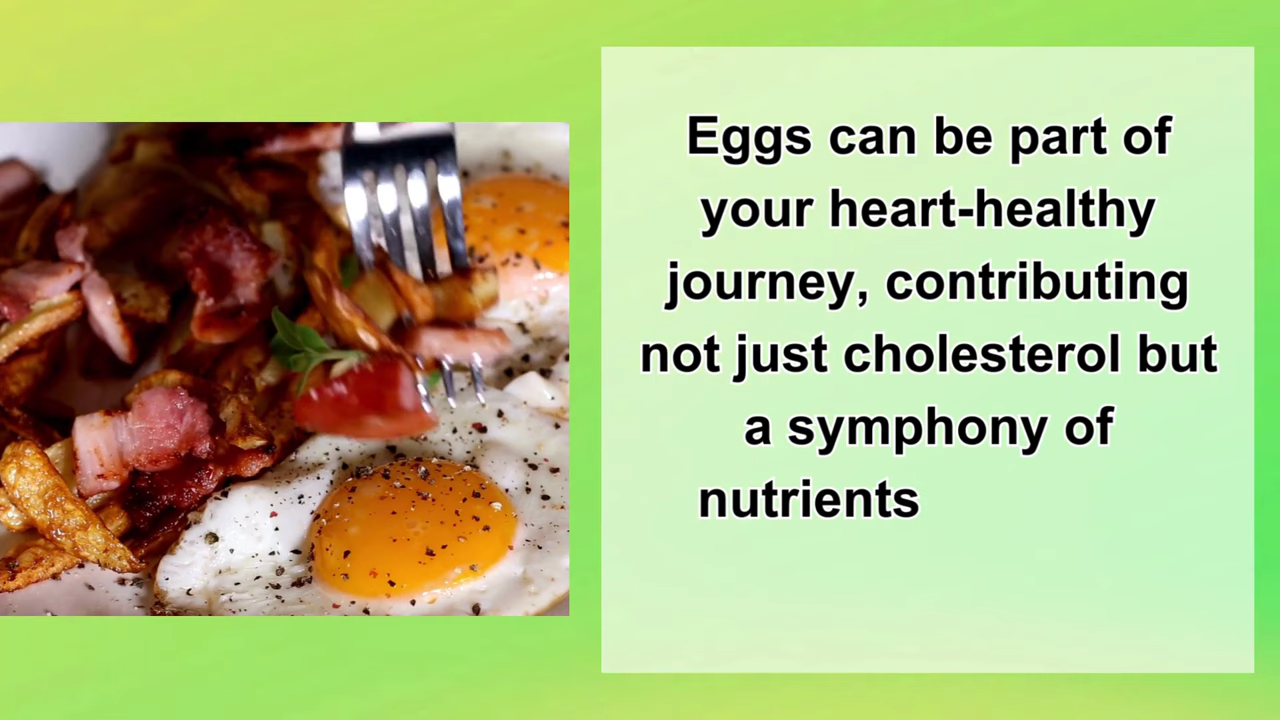 Eggs can be part of
your heart-healthy
journey, contributing
not just cholesterol but
a symphony of
nutrients